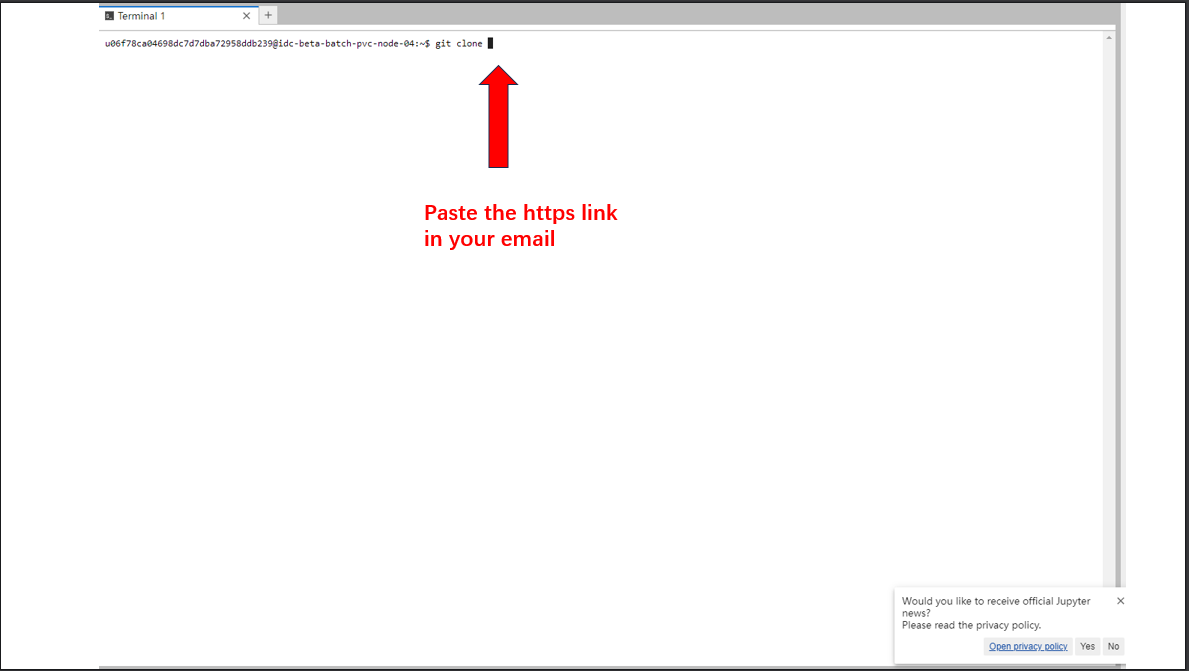 Terminal 1
u06f78ca04698dc7d7dba72958ddb239@idc-beta-batch-pvc-node-04:~$ git clone
Paste the https link
in your email
Would you like to receive official Jupyter
news?
Please read the privacy policy.
Open privacy policy Yes No